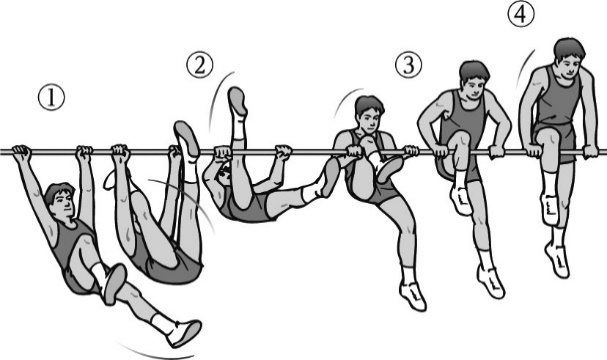 ①
②
③
④